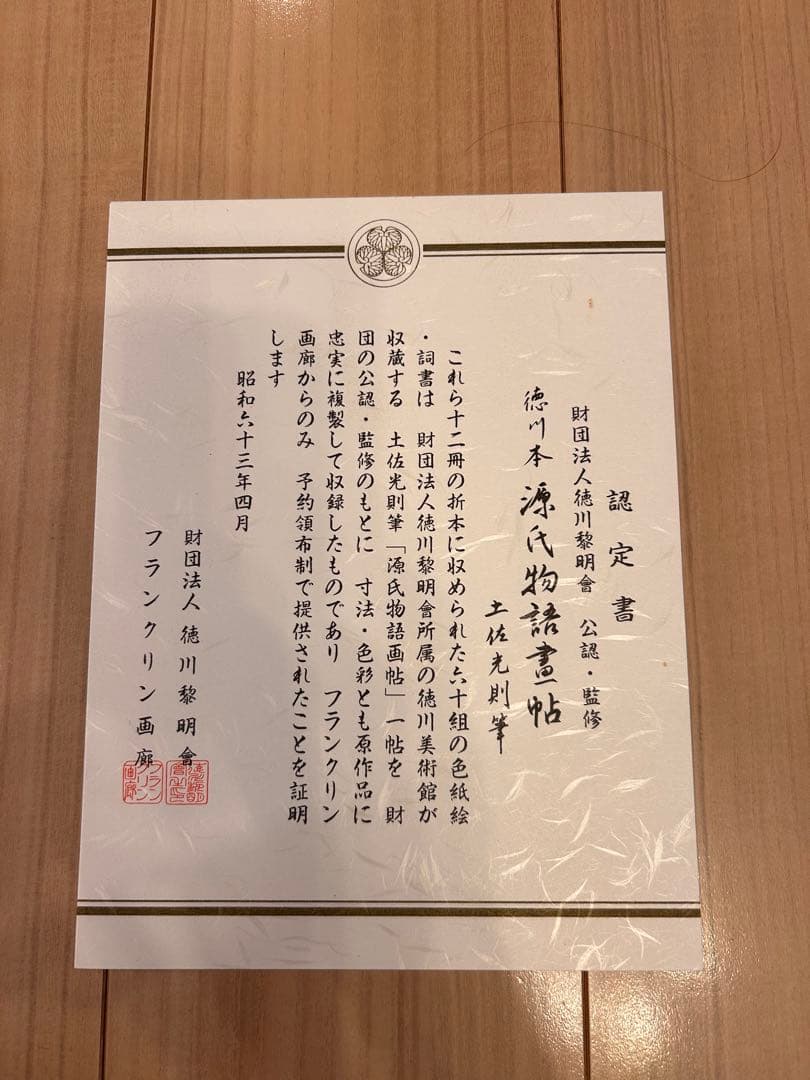 認定書
財団法人徳川黎明會 公認・監修
徳川本 源氏物語畫帖
土佐光則筆
これら十二冊の折本に収められた六十組の色紙絵
・詞書は 財団法人徳川黎明會所属の徳川美術館が
収蔵する 土佐光則筆「源氏物語画帖」一帖を 財
団の公認・監修のもとに 寸法・色彩とも原作品に
忠実に複製して収録したものであり フランクリン
画廊からのみ 予約領布制で提供されたことを証明
します
昭和六十三年四月
財団法人 徳川黎明會
フランクリン画廊
フランクリン画廊